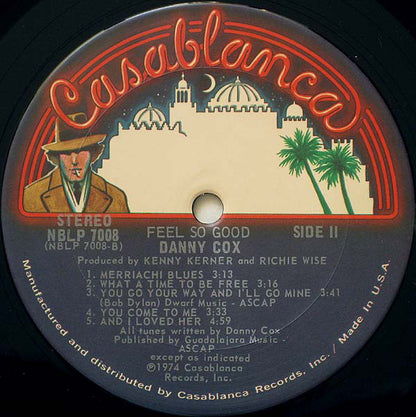 Casablanca
STEREO
NBLP 7008
(NBLP 7008-B)
FEEL SO GOOD
DANNY COX
SIDE II
Produced by KENNY KERNER and RICHIE WISE
1. MERRIACHI BLUES 3:13
2. WHAT A TIME TO BE FREE 3:16
3. YOU GO YOUR WAY AND I'LL GO MINE 3:41
(Bob Dylan) Dwarf Music - ASCAP
4. YOU COME TO ME 3:33
5. AND I LOVED HER 4:59
All tunes written by Danny Cox
Published by Guadalajara Music -
ASCAP
except as indicated
℗1974 Casablanca
Records, Inc.
Manufactured and distributed by Casablanca Records, Inc. / Made in U.S.A.